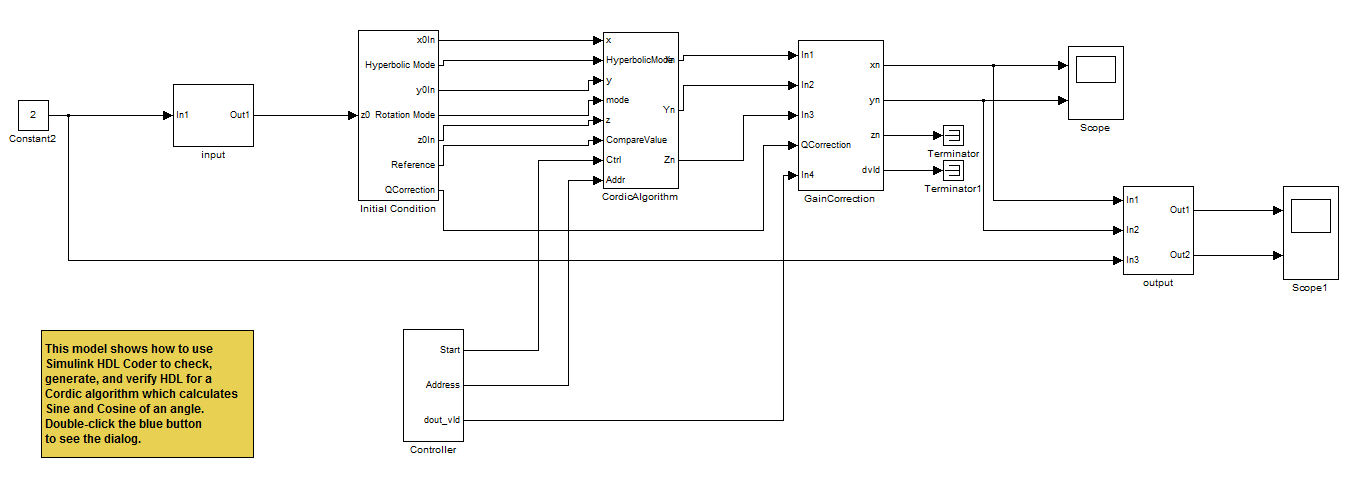 2
Constant2
In1
Out1
input
z0
x0In
Hyperbolic Mode
y0In
Rotation Mode
z0In
Reference
QCorrection
Initial Condition
x
HyperbolicMode
y
mode
z
CompareValue
Ctrl
Addr
Xn
Yn
Zn
CordicAlgorithm
In1
In2
In3
QCorrection
In4
xn
yn
zn
dvld
GainCorrection
Scope
Terminator
Terminator1
In1
In2
In3
Out1
Out2
output
Scope1
Start
Address
dout_vld
Controller
This model shows how to use
Simulink HDL Coder to check,
generate, and verify HDL for a
Cordic algorithm which calculates
Sine and Cosine of an angle.
Double-click the blue button
to see the dialog.